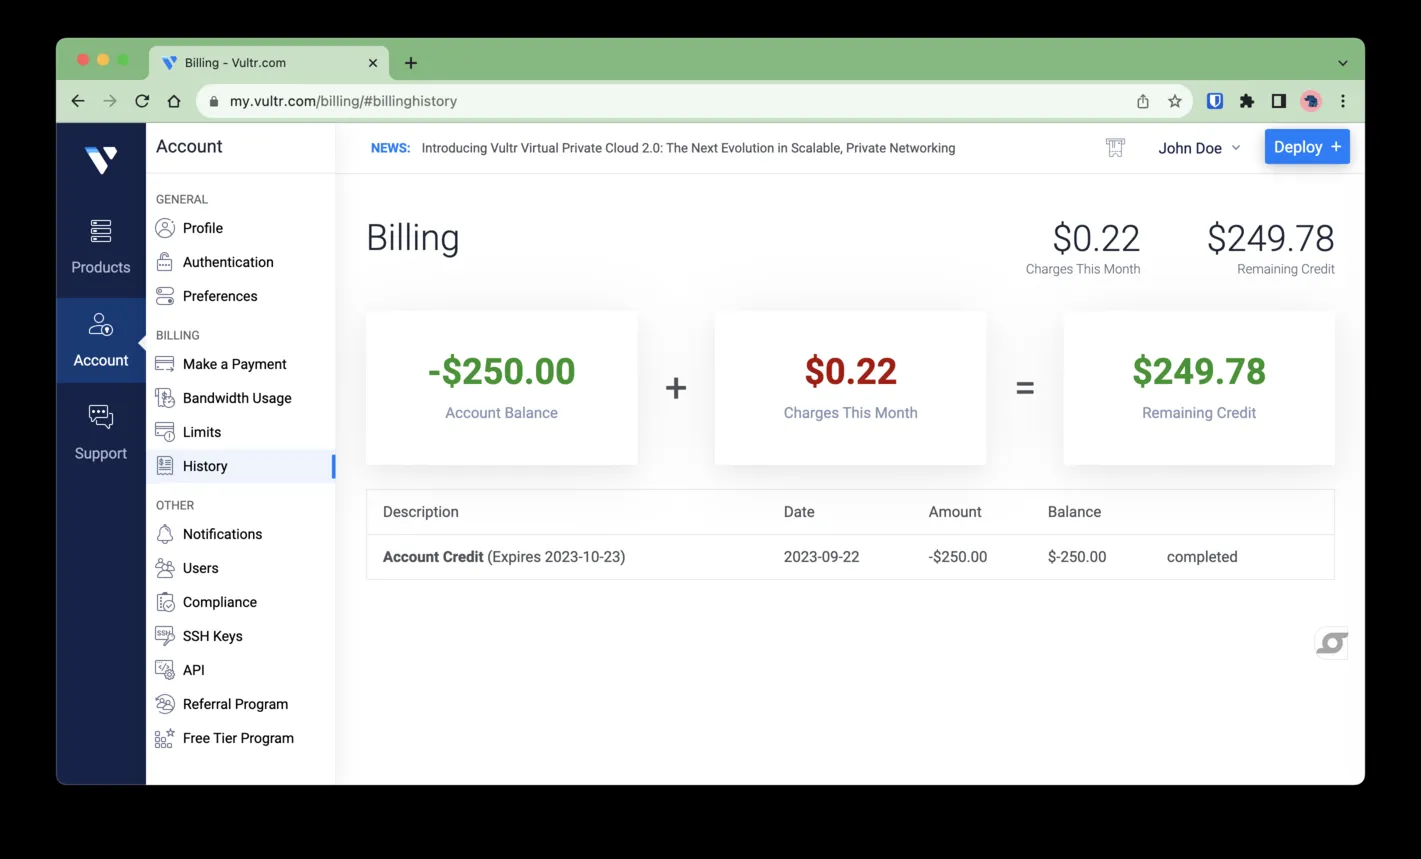 Billing - Vultr.com
my.vultr.com/billing/#billinghistory
Products
Account
Support
Account
GENERAL
Profile
Authentication
Preferences
BILLING
Make a Payment
Bandwidth Usage
Limits
History
OTHER
Notifications
Users
Compliance
SSH Keys
API
Referral Program
Free Tier Program
NEWS: Introducing Vultr Virtual Private Cloud 2.0: The Next Evolution in Scalable, Private Networking
John Doe
Deploy +
Billing
$0.22
Charges This Month
$249.78
Remaining Credit
-$250.00
Account Balance
+
$0.22
Charges This Month
=
$249.78
Remaining Credit
Description Date Amount Balance
Account Credit (Expires 2023-10-23) 2023-09-22 -$250.00 $-250.00 completed